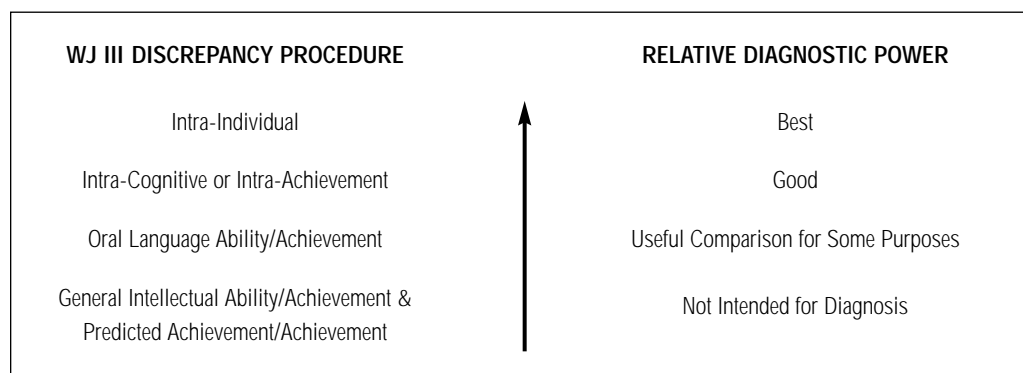 WJ III DISCREPANCY PROCEDURE
RELATIVE DIAGNOSTIC POWER
Intra-Individual
Best
Intra-Cognitive or Intra-Achievement
Good
Oral Language Ability/Achievement
Useful Comparison for Some Purposes
General Intellectual Ability/Achievement &
Predicted Achievement/Achievement
Not Intended for Diagnosis